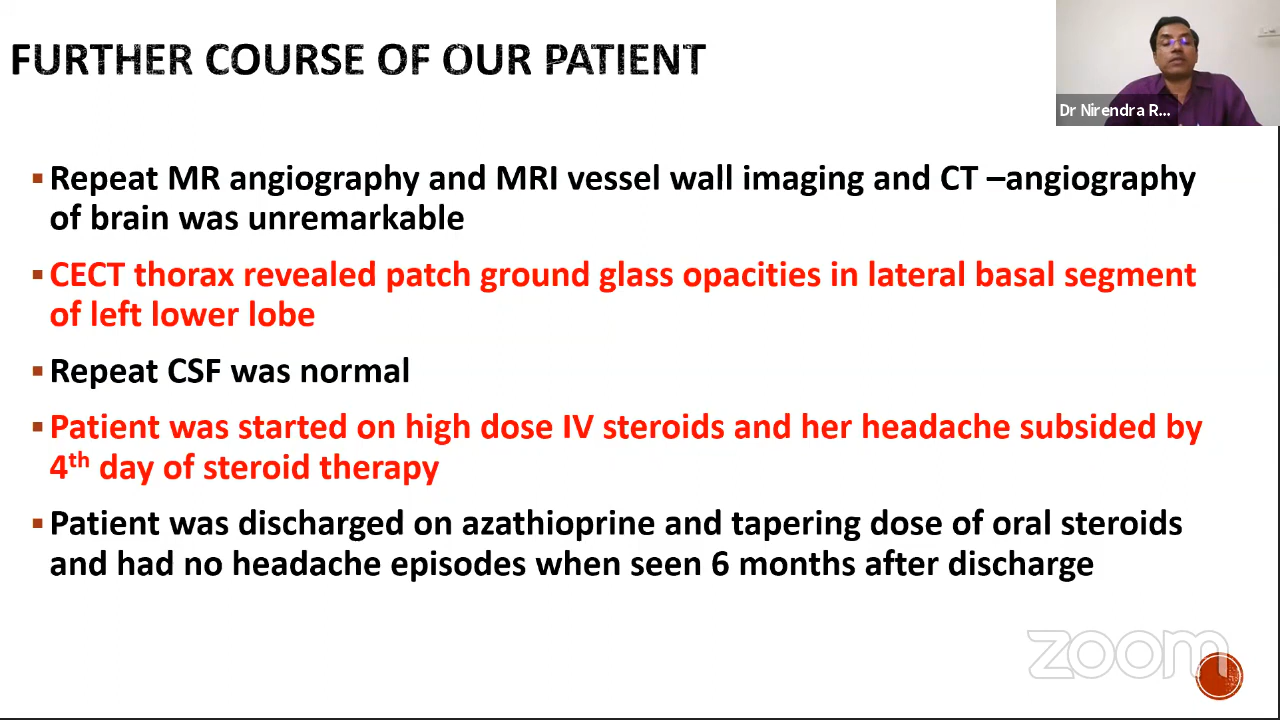 FURTHER COURSE OF OUR PATIENT
Dr Nirendra R...
▪ Repeat MR angiography and MRI vessel wall imaging and CT –angiography
of brain was unremarkable
▪ CECT thorax revealed patch ground glass opacities in lateral basal segment
of left lower lobe
▪ Repeat CSF was normal
▪ Patient was started on high dose IV steroids and her headache subsided by
4th day of steroid therapy
▪ Patient was discharged on azathioprine and tapering dose of oral steroids
and had no headache episodes when seen 6 months after discharge
zoom